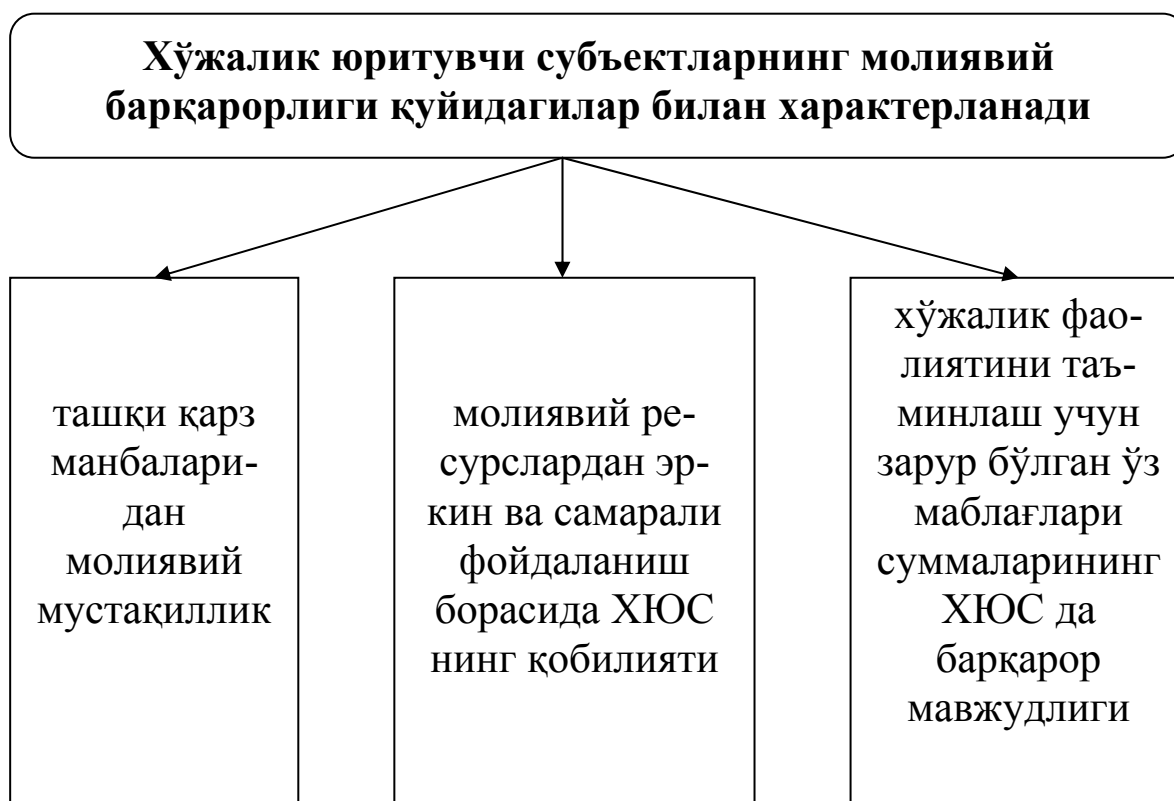 Хўжалик юритувчи субъектларнинг молиявий
барқарорлиги қуйидагилар билан характерланади
ташқи қарз
манбалари-
дан
молиявий
мустақиллик
молиявий ре-
сурслардан эр-
кин ва самарали
фойдаланиш
борасида ХЮС
нинг қобилияти
хўжалик фао-
лиятини таъ-
минлаш учун
зарур бўлган ўз
маблағлари
суммаларининг
ХЮС да
барқарор
мавжудлиги